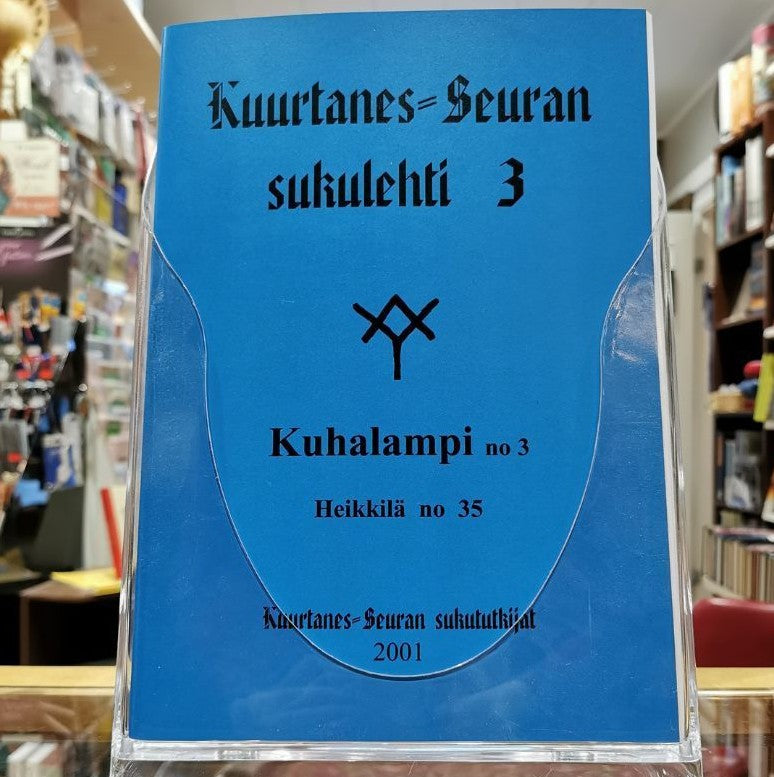 Kuurtanes=Seuran
sukulehti 3
Kuhalampi no 3
Heikkilä no 35
Kuurtanes=Seuran sukututkijat
2001